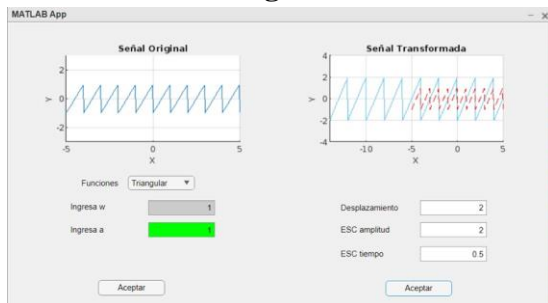 MATLAB App
Señal Original
Y
2
0
-2
-5 0 5
X
Funciones Triangular
Ingresa w 1
Ingresa a 1
Aceptar
Señal Transformada
Y
4
2
0
-2
-4
-10 -5 0 5
X
Desplazamiento 2
ESC amplitud 2
ESC tiempo 0.5
Aceptar